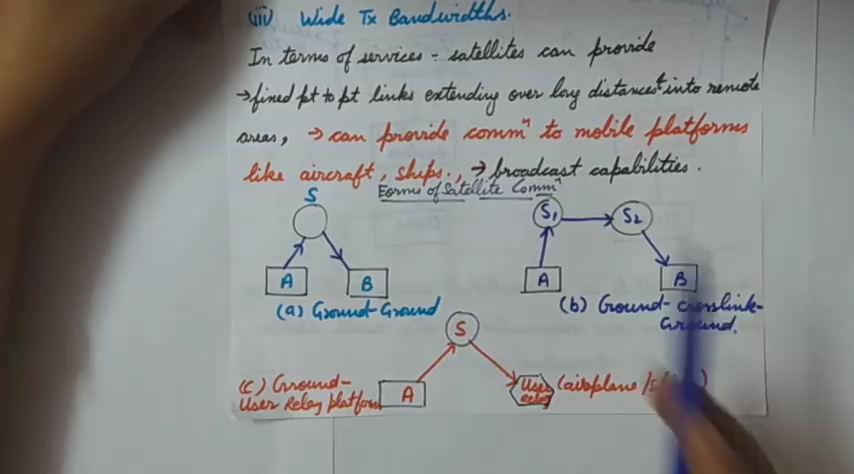 (iii) Wide Tx Bandwidths.
In terms of services - satellites can provide
→ fixed pt to pt links extending over long distances & into remote
areas, → can provide commⁿ to mobile platforms
like aircraft, ships., → broadcast capabilities.
Forms of Satellite Commⁿ
S
A
B
(a) Ground-Ground
S1
S2
A
B
(b) Ground-crosslink-
Ground.
S
A
User
Relay
(airplane/
(c) Ground-
User Relay platform